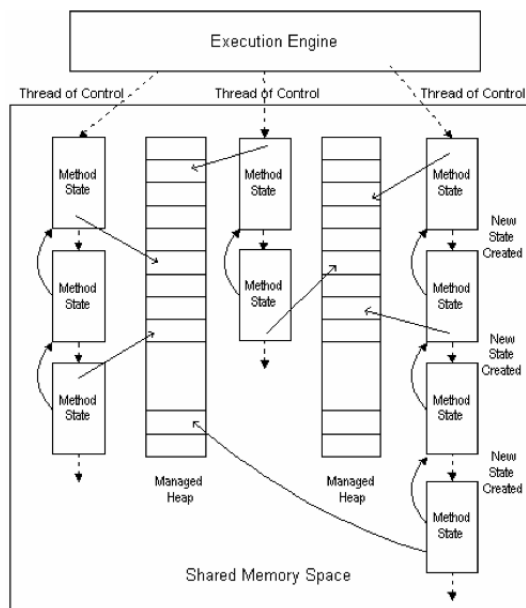 Execution Engine
Thread of Control
Thread of Control
Thread of Control
Method
State
Method
State
Method
State
New
State
Created
Method
State
Method
State
Method
State
New
State
Created
Method
State
Method
State
New
State
Created
Managed
Heap
Managed
Heap
Method
State
Shared Memory Space